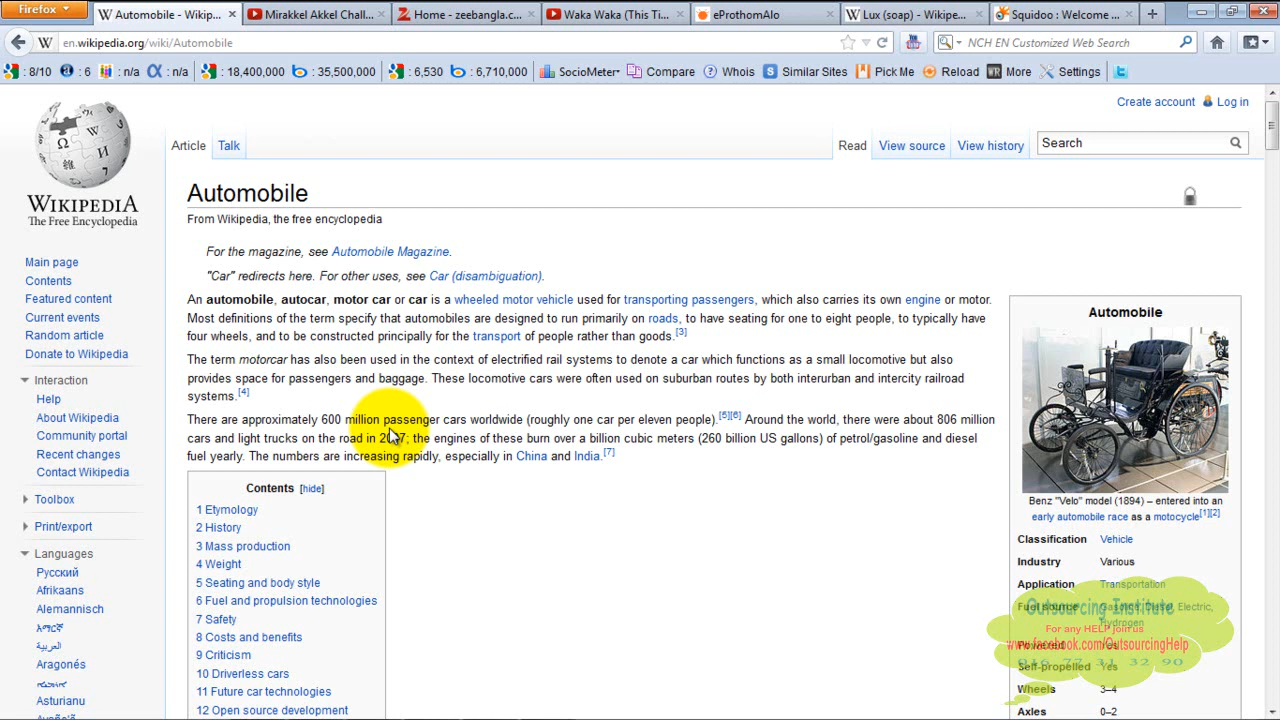 Firefox
Automobile - Wikip...
Mirakkel Akkel Chall...
Home - zeebangla.c...
Waka Waka (This Ti...
eProthomAlo
Lux (soap) - Wikipe...
Squidoo : Welcome ...
en.wikipedia.org/wiki/Automobile
NCH EN Customized Web Search
: 8/10 : 6 : n/a : n/a : 18,400,000 : 35,500,000 : 6,530 : 6,710,000 SocioMeter Compare Whois Similar Sites Pick Me Reload More Settings
Create account Log in
Article Talk Read View source View history Search
WIKIPEDIA
The Free Encyclopedia
Main page
Contents
Featured content
Current events
Random article
Donate to Wikipedia
Interaction
Help
About Wikipedia
Community portal
Recent changes
Contact Wikipedia
Toolbox
Print/export
Languages
Русский
Afrikaans
Alemannisch
አማርኛ
العربية
Aragonés
Asturianu
Automobile
From Wikipedia, the free encyclopedia
For the magazine, see Automobile Magazine.
"Car" redirects here. For other uses, see Car (disambiguation).
An automobile, autocar, motor car or car is a wheeled motor vehicle used for transporting passengers, which also carries its own engine or motor.
Most definitions of the term specify that automobiles are designed to run primarily on roads, to have seating for one to eight people, to typically have
four wheels, and to be constructed principally for the transport of people rather than goods.[3]
The term motorcar has also been used in the context of electrified rail systems to denote a car which functions as a small locomotive but also
provides space for passengers and baggage. These locomotive cars were often used on suburban routes by both interurban and intercity railroad
systems.[4]
There are approximately 600 million passenger cars worldwide (roughly one car per eleven people).[5][6] Around the world, there were about 806 million
cars and light trucks on the road in 2007; the engines of these burn over a billion cubic meters (260 billion US gallons) of petrol/gasoline and diesel
fuel yearly. The numbers are increasing rapidly, especially in China and India.[7]
Contents [hide]
1 Etymology
2 History
3 Mass production
4 Weight
5 Seating and body style
6 Fuel and propulsion technologies
7 Safety
8 Costs and benefits
9 Criticism
10 Driverless cars
11 Future car technologies
12 Open source development
Automobile
Benz "Velo" model (1894) – entered into an
early automobile race as a motocycle[1][2]
Classification Vehicle
Industry Various
Application Transportation
Fuel source Gasoline, Diesel, Electric,
Hydrogen
Powered Yes
Self-propelled Yes
Wheels 3–4
Axles 0–2
Outsourcing Institute
For any HELP join us
www.facebook.com/OutsourcingHelp
016 77 31 32 90